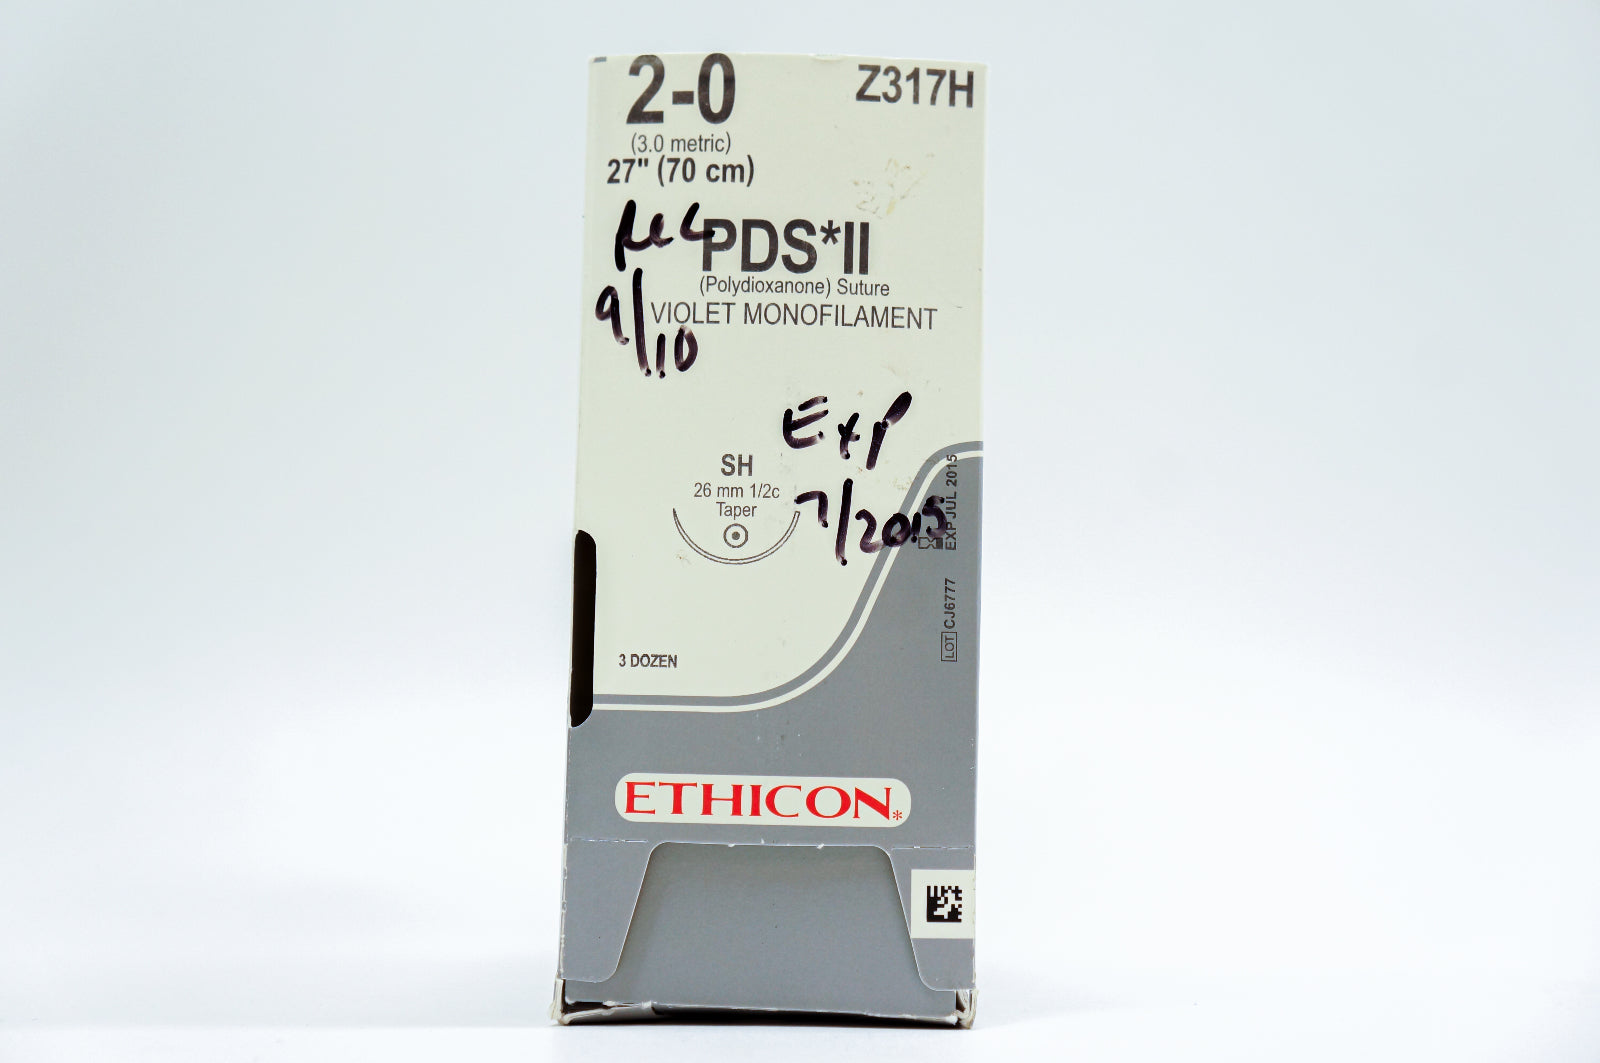 2-0
Z317H
(3.0 metric)
27" (70 cm)
rec
PDS*II
(Polydioxanone) Suture
9/10
VIOLET MONOFILAMENT
Exp
7/2015
SH
26 mm 1/2c
Taper
EXP JUL 2015
LOT CJ6777
3 DOZEN
ETHICON*